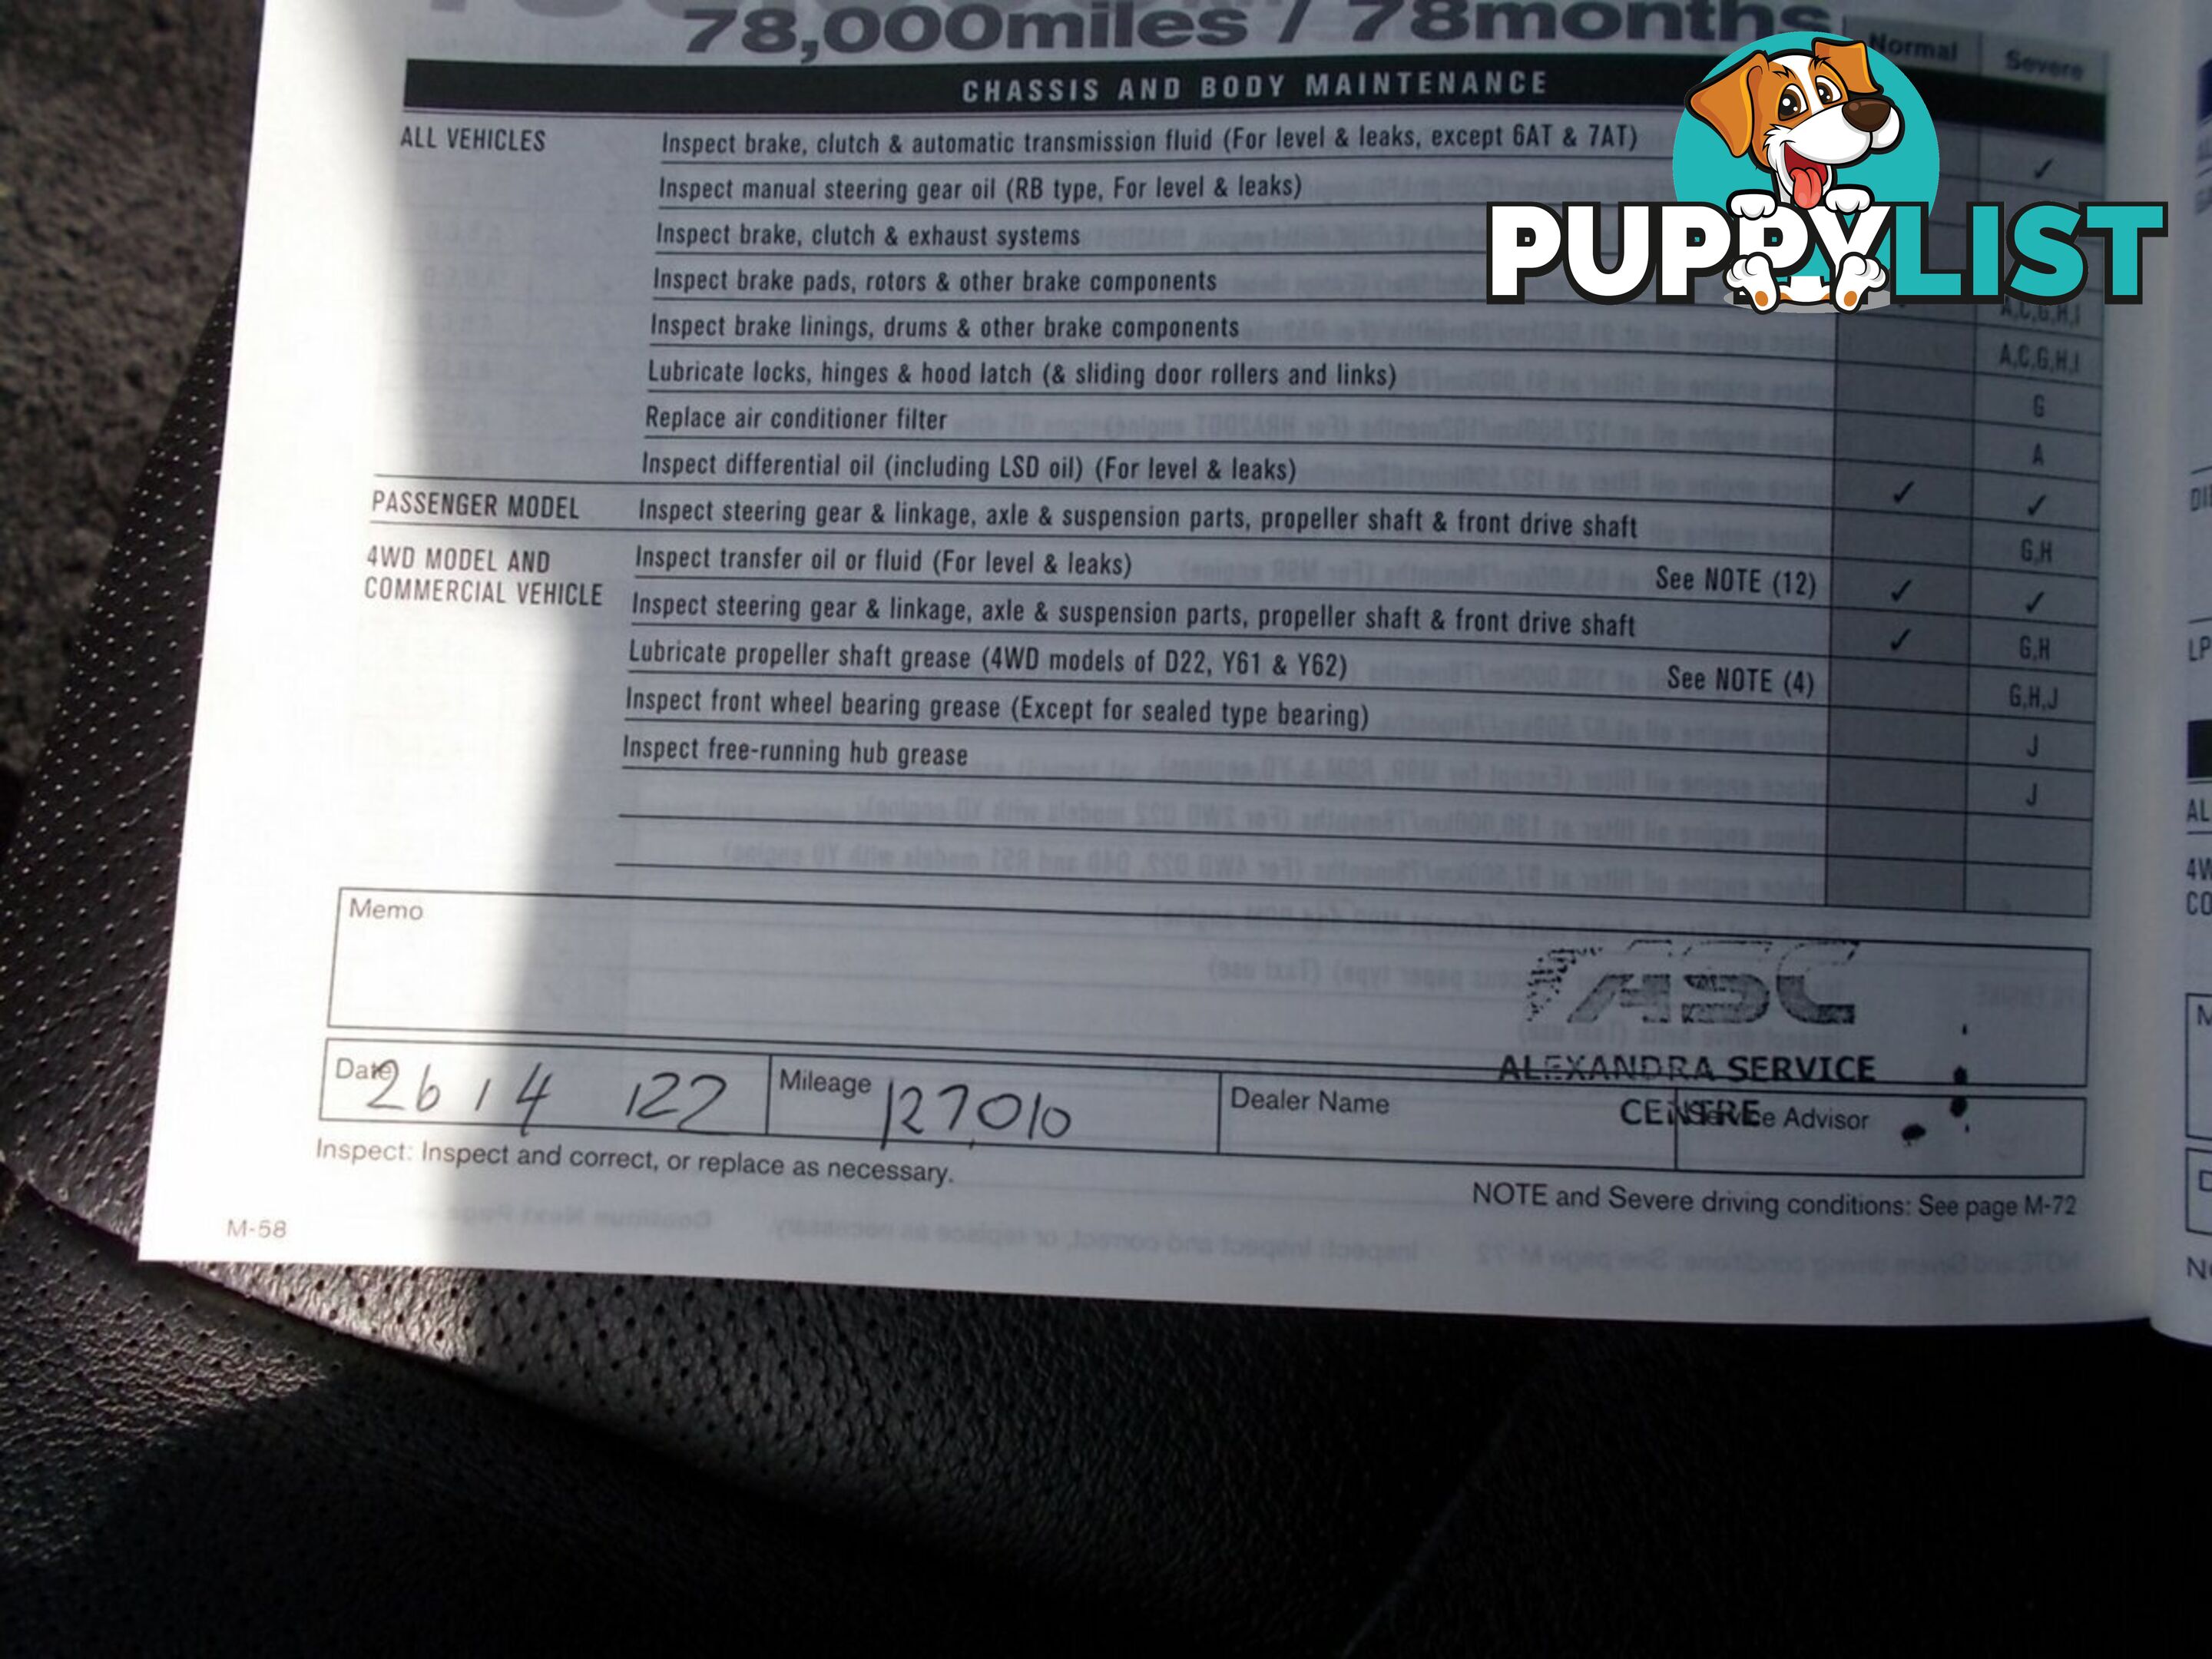 78,000miles / 78months
Normal Severe
CHASSIS AND BODY MAINTENANCE
PUPPYLIST
ALL VEHICLES Inspect brake, clutch & automatic transmission fluid (For level & leaks, except 6AT & 7AT) ✓
Inspect manual steering gear oil (RB type, For level & leaks)
Inspect brake, clutch & exhaust systems
Inspect brake pads, rotors & other brake components A,C,G,H,I
Inspect brake linings, drums & other brake components A,C,G,H,I
Lubricate locks, hinges & hood latch (& sliding door rollers and links) G
Replace air conditioner filter A
Inspect differential oil (including LSD oil) (For level & leaks) ✓ ✓
PASSENGER MODEL Inspect steering gear & linkage, axle & suspension parts, propeller shaft & front drive shaft G,H
4WD MODEL AND COMMERCIAL VEHICLE Inspect transfer oil or fluid (For level & leaks) See NOTE (12) ✓ ✓
Inspect steering gear & linkage, axle & suspension parts, propeller shaft & front drive shaft ✓ G,H
Lubricate propeller shaft grease (4WD models of D22, Y61 & Y62) See NOTE (4) G,H,J
Inspect front wheel bearing grease (Except for sealed type bearing) J
Inspect free-running hub grease J
Memo
ASC
ALEXANDRA SERVICE
CENTRE
Date 26 / 4 /22 Mileage 127,010 Dealer Name Service Advisor
Inspect: Inspect and correct, or replace as necessary.
NOTE and Severe driving conditions: See page M-72
M-58